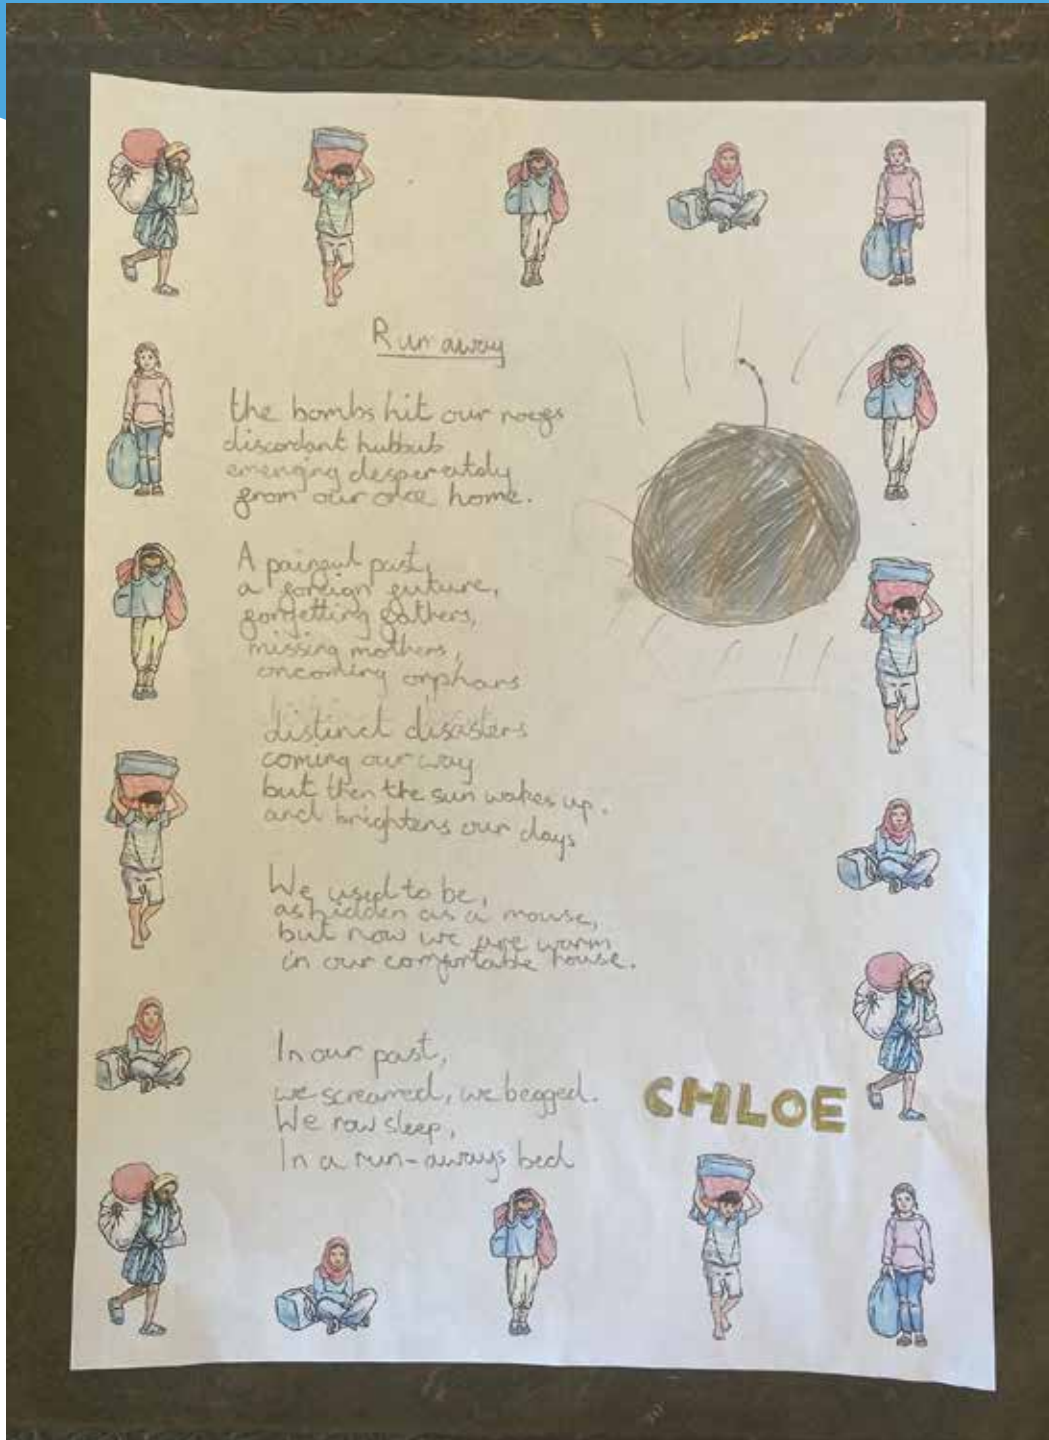 Run away
the bombs hit our roofs
discordant hubbub
emerging desperatoly
from our once home.
A painful past,
a foreign future,
forgetting fathers,
missing mothers,
oncoming orphans
distinct disasters
coming our way
but then the sun wakes up.
and brightens our days
We used to be,
as hidden as a mouse,
but now we are warm
in our comfortable house.
In our past,
we screamed, we begged.
We now sleep,
In a run-aways bed
CHLOE